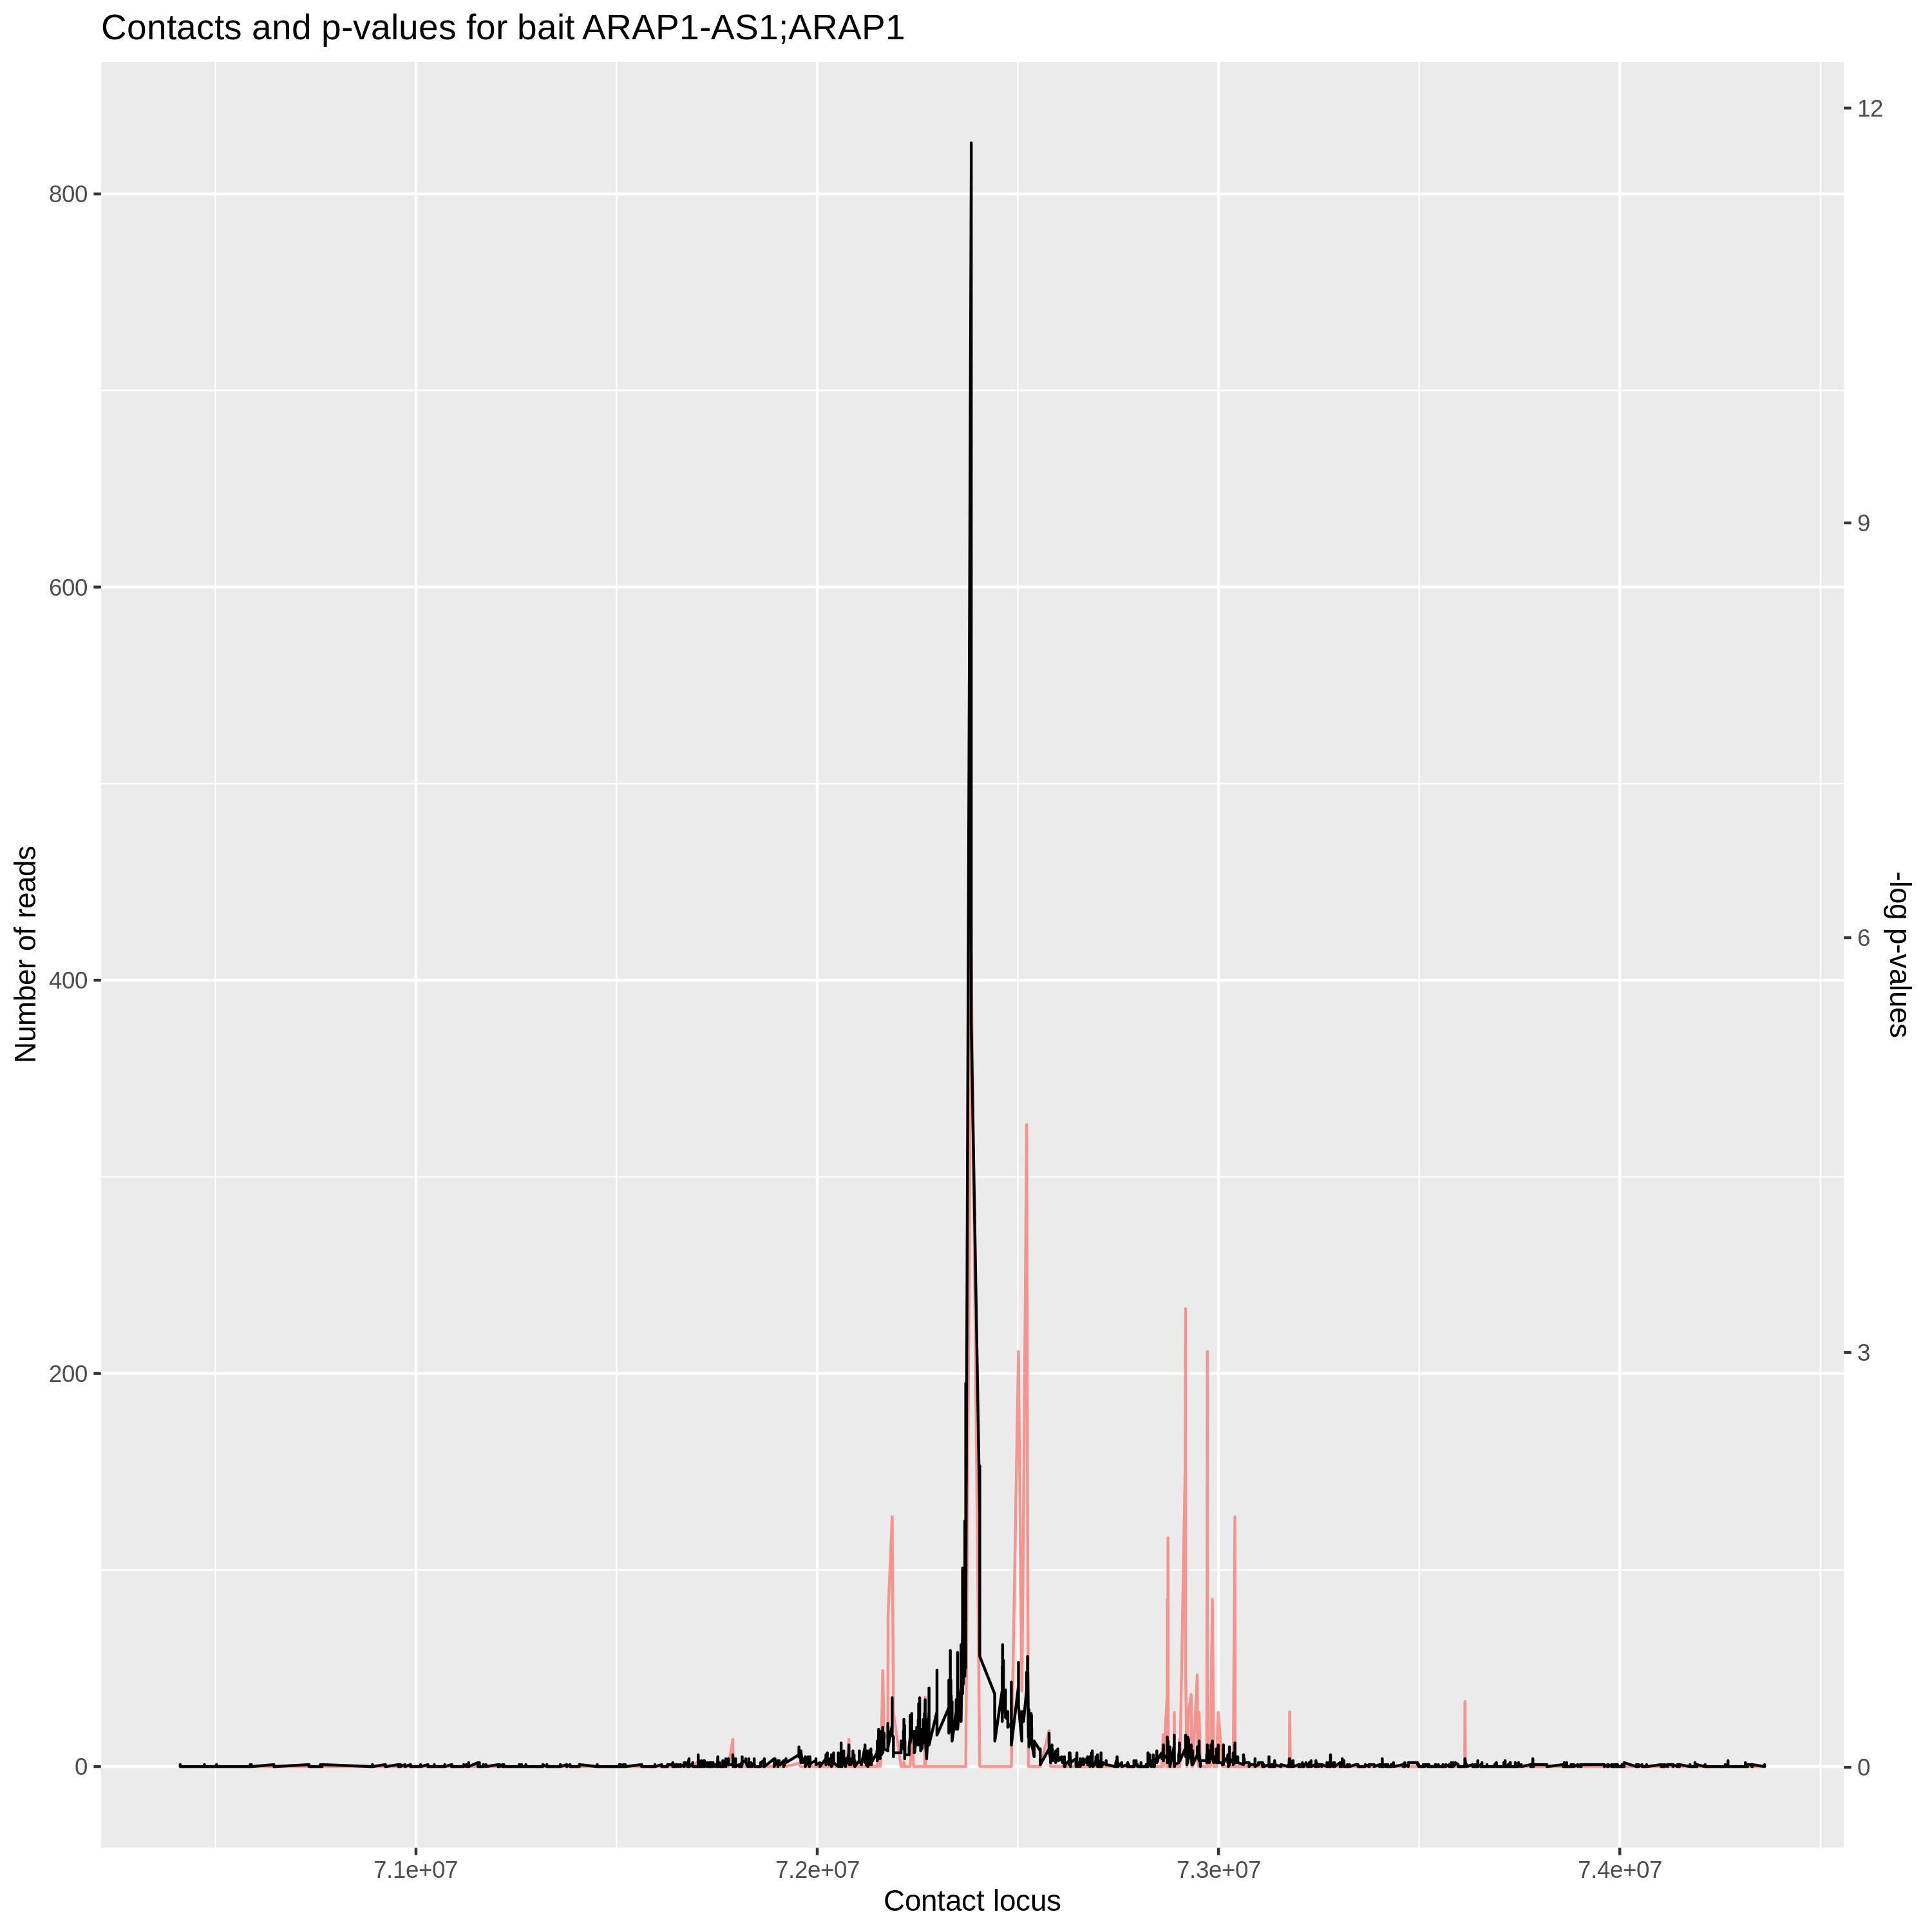 Contacts and p-values for bait ARAP1-AS1;ARAP1
Number of reads
800
600
400
200
0
12
9
6
3
0
-log p-values
7.1e+07
7.2e+07
7.3e+07
7.4e+07
Contact locus